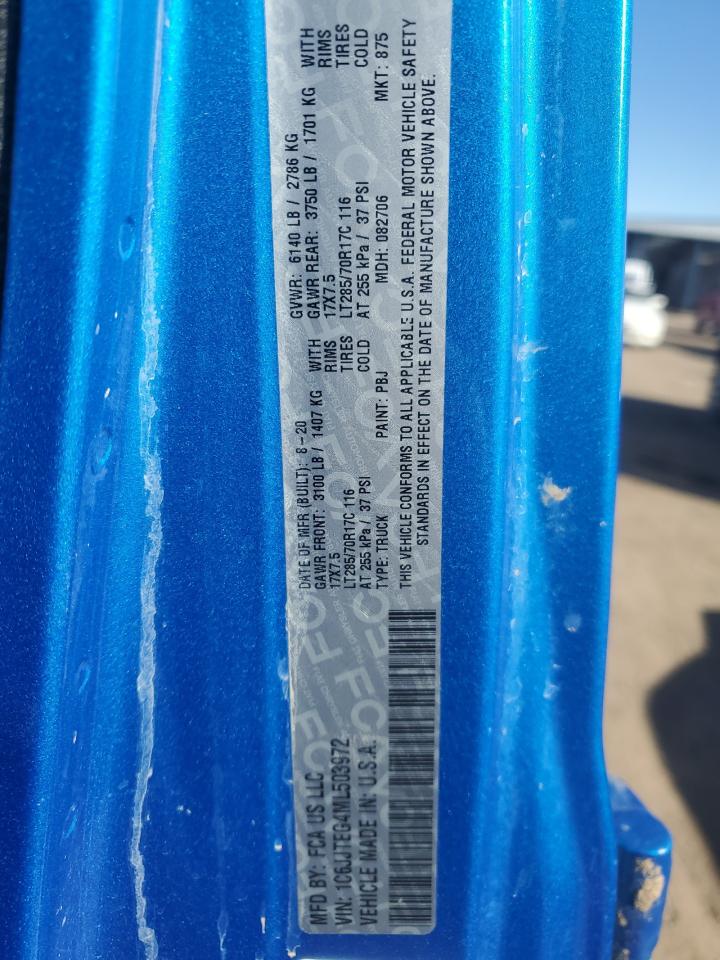 MFD BY: FCA US LLC
VIN: 1C6JJTEG4ML503972
VEHICLE MADE IN: U.S.A.
DATE OF MFR (BUILT): 8-20
GAWR FRONT: 3100 LB / 1407 KG WITH
17X7.5 RIMS
LT285/70R17C 116 TIRES
AT 255 kPa / 37 PSI COLD
TYPE: TRUCK PAINT: PBJ
GVWR: 6140 LB / 2786 KG
GAWR REAR: 3750 LB / 1701 KG WITH
17X7.5 RIMS
LT285/70R17C 116 TIRES
AT 255 kPa / 37 PSI COLD
MDH: 082706 MKT: 875
THIS VEHICLE CONFORMS TO ALL APPLICABLE U.S.A. FEDERAL MOTOR VEHICLE SAFETY
STANDARDS IN EFFECT ON THE DATE OF MANUFACTURE SHOWN ABOVE.